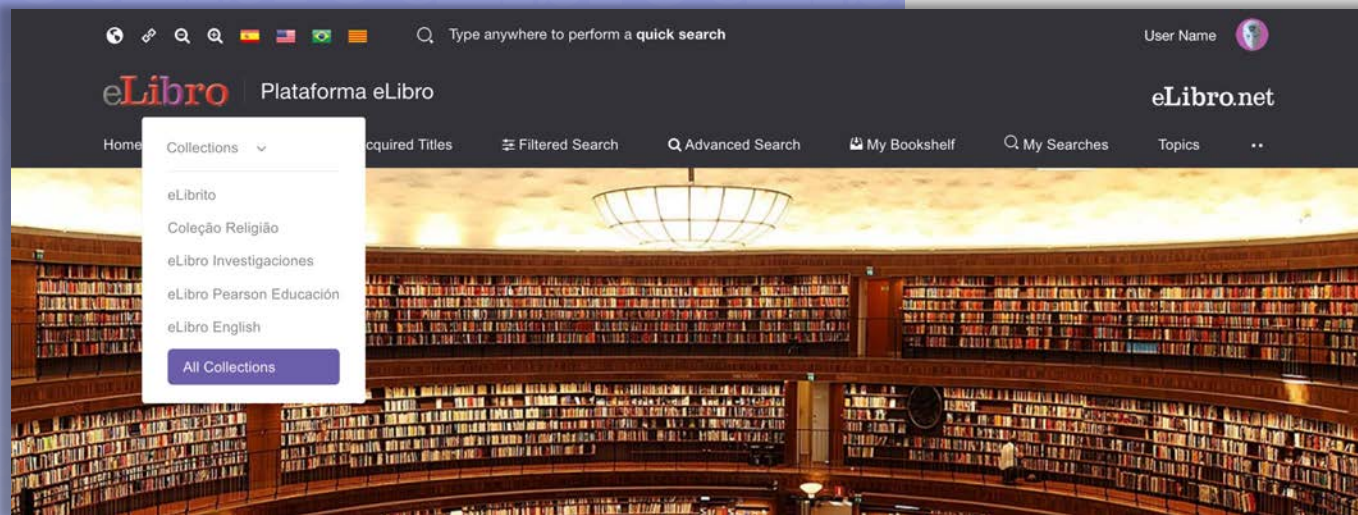 Type anywhere to perform a quick search
User Name
eLibro
Plataforma eLibro
eLibro.net
Home
Collections
cquired Titles
Filtered Search
Advanced Search
My Bookshelf
My Searches
Topics
eLibrito
Coleção Religião
eLibro Investigaciones
eLibro Pearson Educación
eLibro English
All Collections